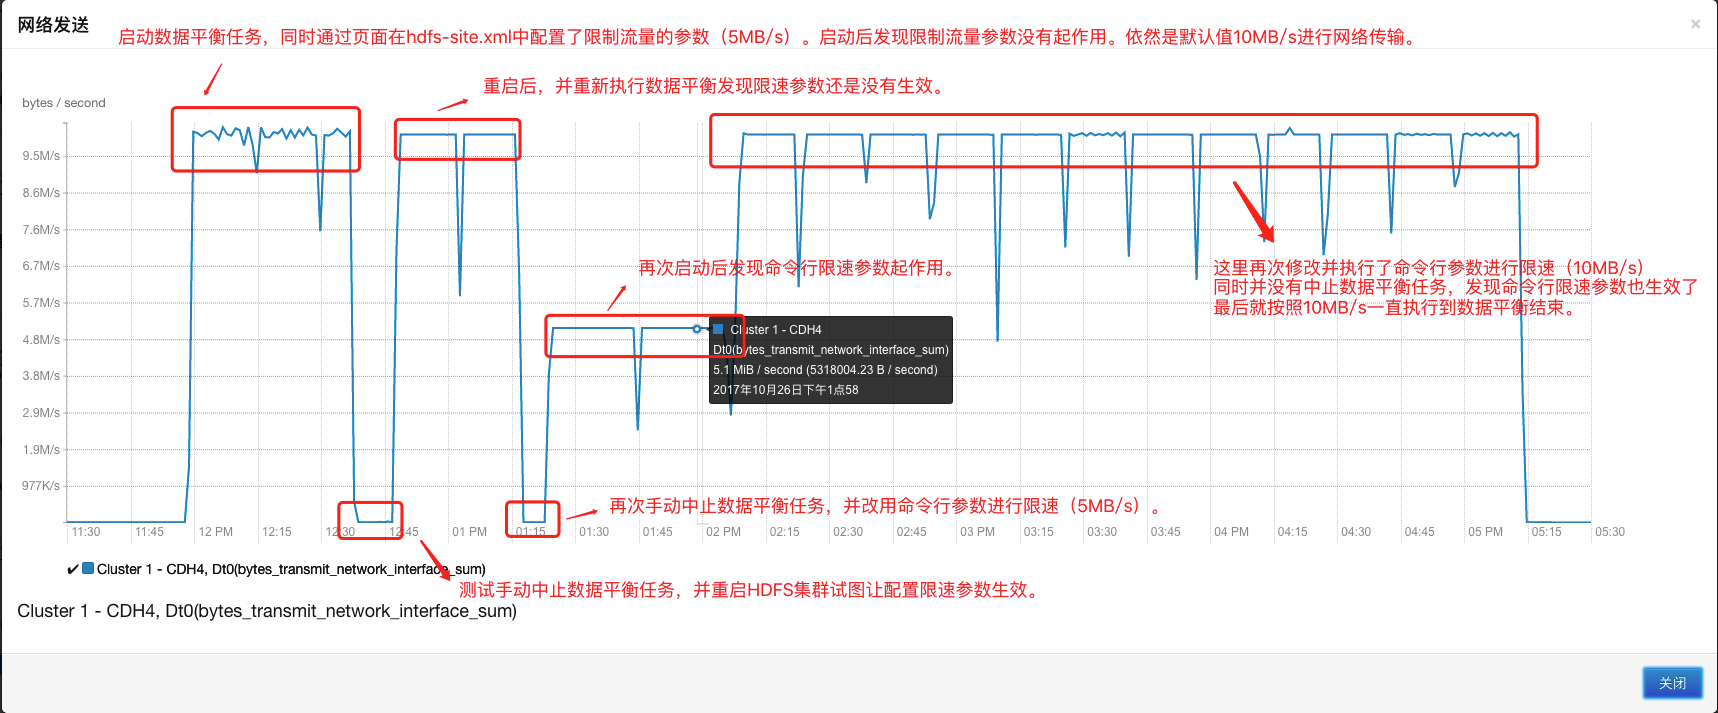 网络发送
×
启动数据平衡任务，同时通过页面在hdfs-site.xml中配置了限制流量的参数（5MB/s）。启动后发现限制流量参数没有起作用。依然是默认值10MB/s进行网络传输。
重启后，并重新执行数据平衡发现限速参数还是没有生效。
bytes / second
9.5M/s
8.6M/s
7.6M/s
6.7M/s
5.7M/s
4.8M/s
3.8M/s
2.9M/s
1.9M/s
977K/s
再次启动后发现命令行限速参数起作用。
这里再次修改并执行了命令行参数进行限速（10MB/s）
同时并没有中止数据平衡任务，发现命令行限速参数也生效了
最后就按照10MB/s一直执行到数据平衡结束。
Cluster 1 - CDH4
Dt0(bytes_transmit_network_interface_sum)
5.1 MiB / second (5318004.23 B / second)
2017年10月26日下午1点58
再次手动中止数据平衡任务，并改用命令行参数进行限速（5MB/s）。
11:30 11:45 12 PM 12:15 12:30 12:45 01 PM 01:15 01:30 01:45 02 PM 02:15 02:30 02:45 03 PM 03:15 03:30 03:45 04 PM 04:15 04:30 04:45 05 PM 05:15 05:30
✔ Cluster 1 - CDH4, Dt0(bytes_transmit_network_interface_sum)
测试手动中止数据平衡任务，并重启HDFS集群试图让配置限速参数生效。
Cluster 1 - CDH4, Dt0(bytes_transmit_network_interface_sum)
关闭